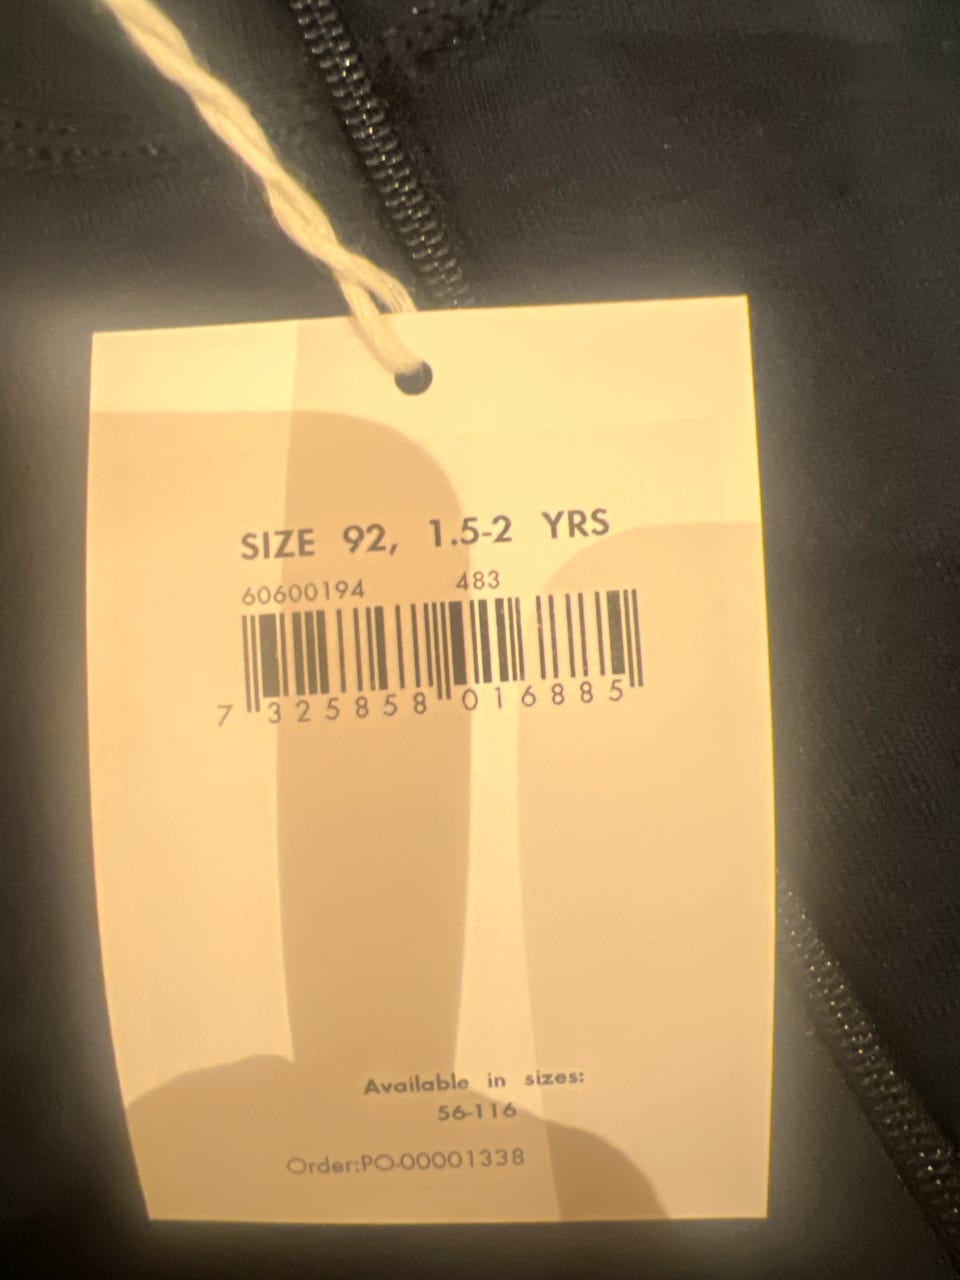 SIZE 92, 1.5-2 YRS
60600194 483
7 325858 016885
Available in sizes:
56-116
Order:PO-00001338